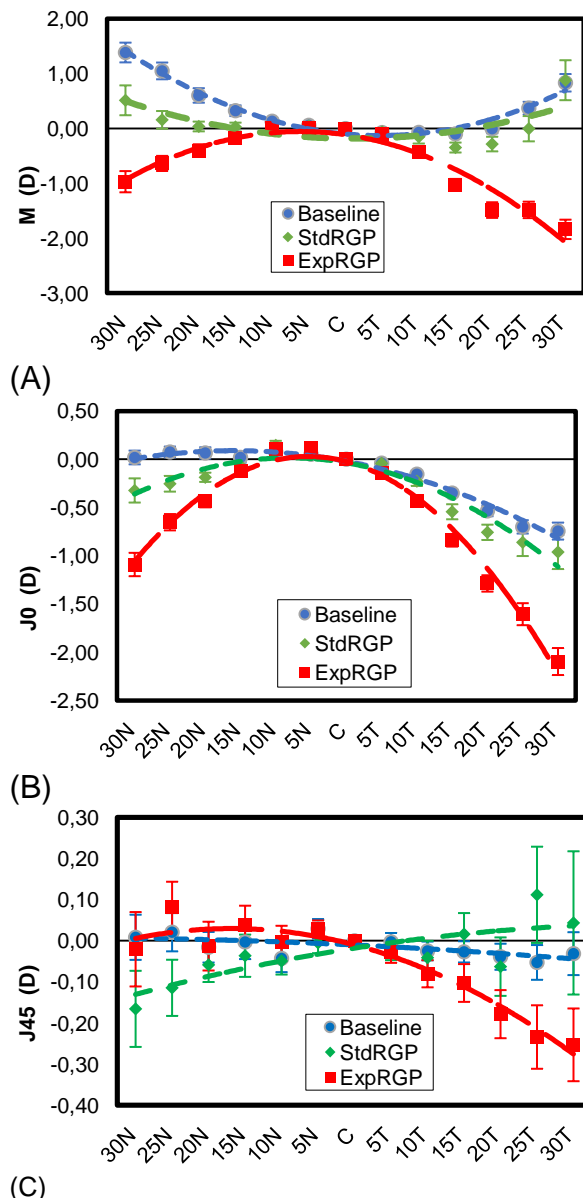 2,00
1,00
0,00
-1,00
-2,00
-3,00
M (D)
Baseline
StdRGP
ExpRGP
30N 25N 20N 15N 10N 5N C 5T 10T 15T 20T 25T 30T
(A)
0,50
0,00
-0,50
-1,00
-1,50
-2,00
-2,50
J0 (D)
Baseline
StdRGP
ExpRGP
30N 25N 20N 15N 10N 5N C 5T 10T 15T 20T 25T 30T
(B)
0,30
0,20
0,10
0,00
-0,10
-0,20
-0,30
-0,40
J45 (D)
Baseline
StdRGP
ExpRGP
30N 25N 20N 15N 10N 5N C 5T 10T 15T 20T 25T 30T
(C)